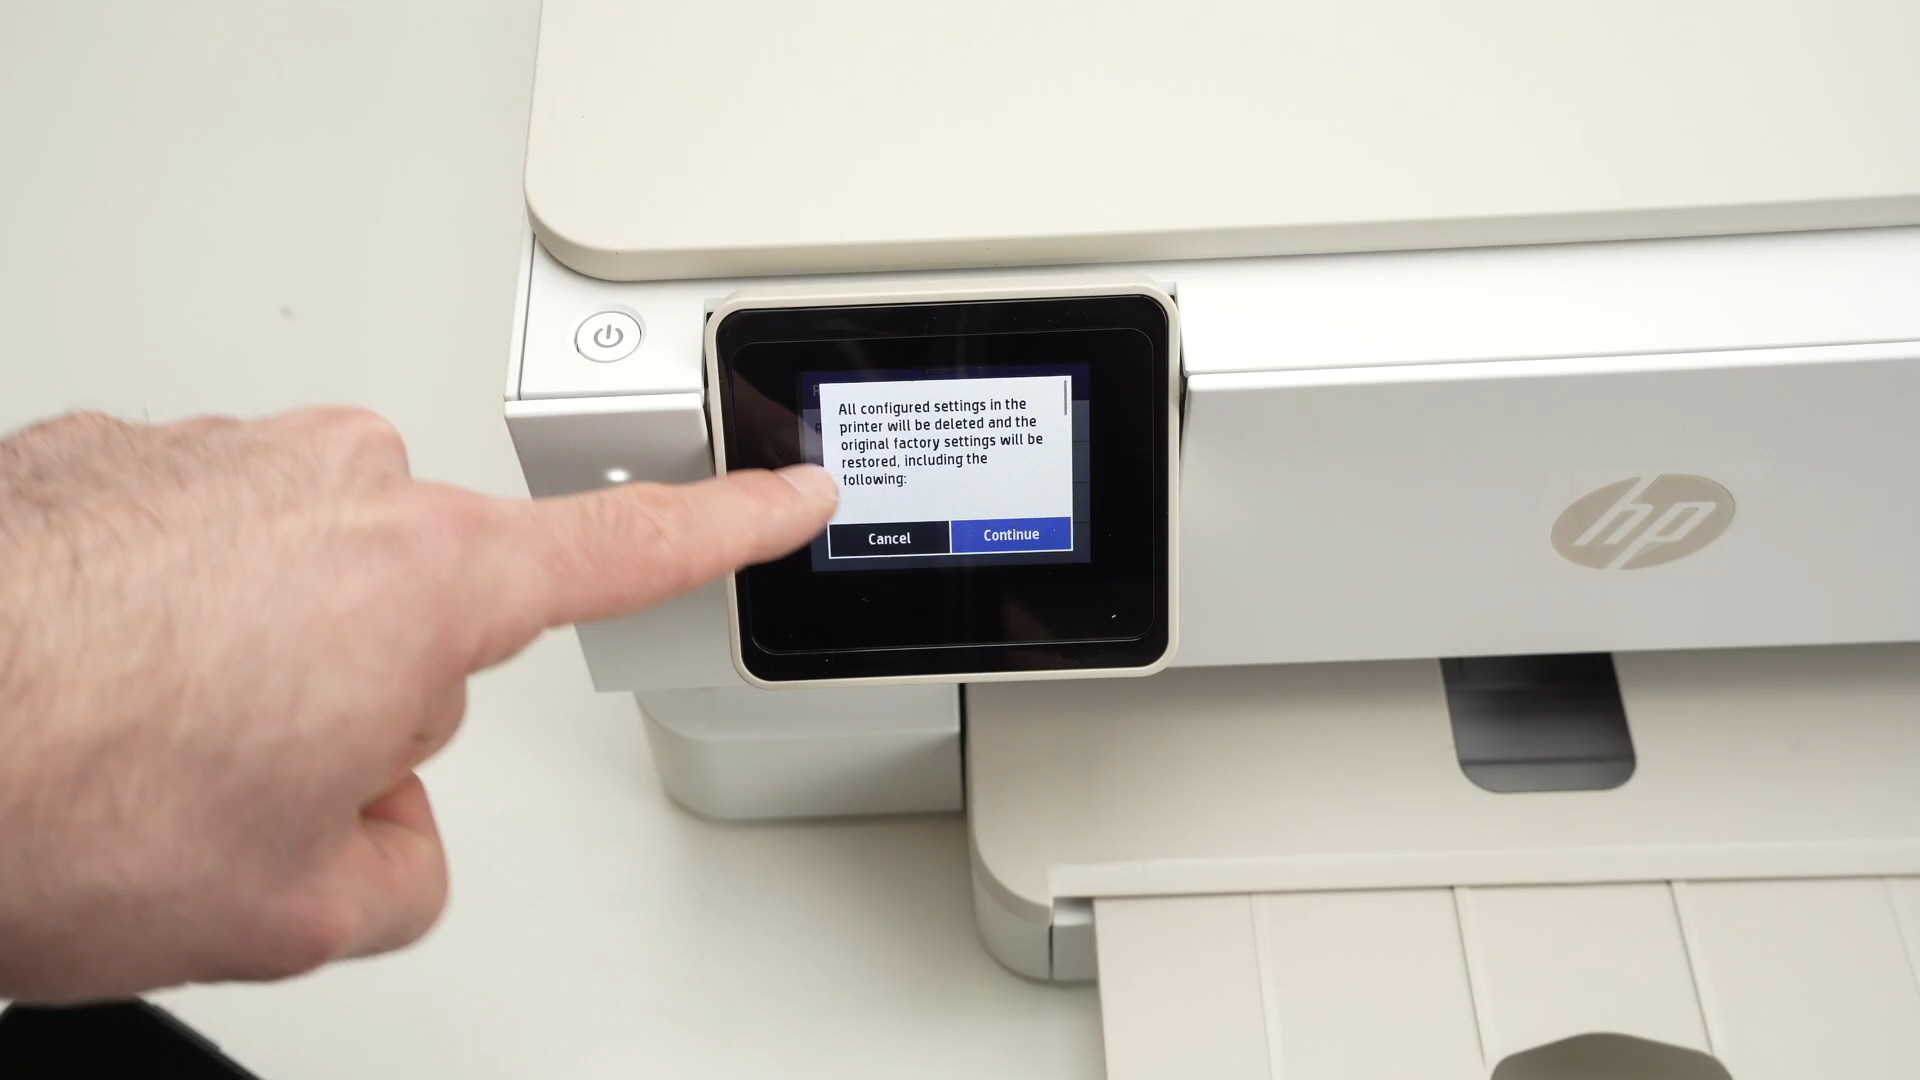 All configured settings in the
printer will be deleted and the
original factory settings will be
restored, including the
following:
Cancel
Continue
hp